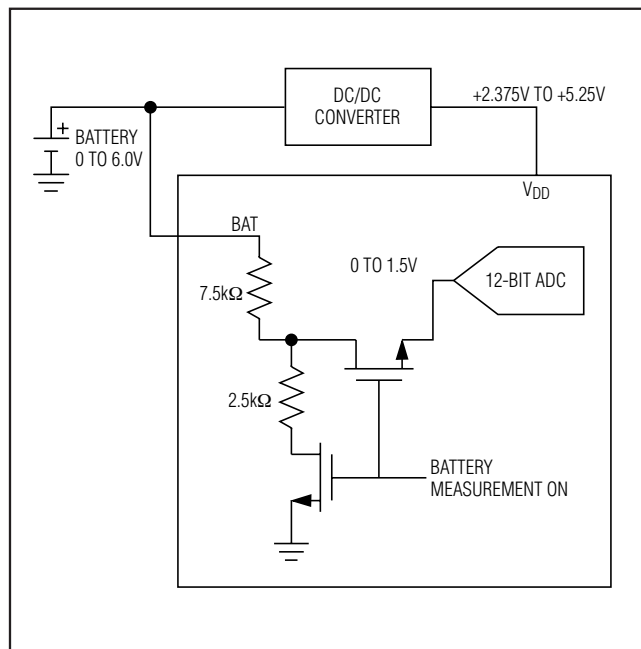 DC/DC
CONVERTER
+2.375V TO +5.25V
+
BATTERY
0 TO 6.0V
VDD
BAT
0 TO 1.5V
12-BIT ADC
7.5kΩ
2.5kΩ
BATTERY
MEASUREMENT ON